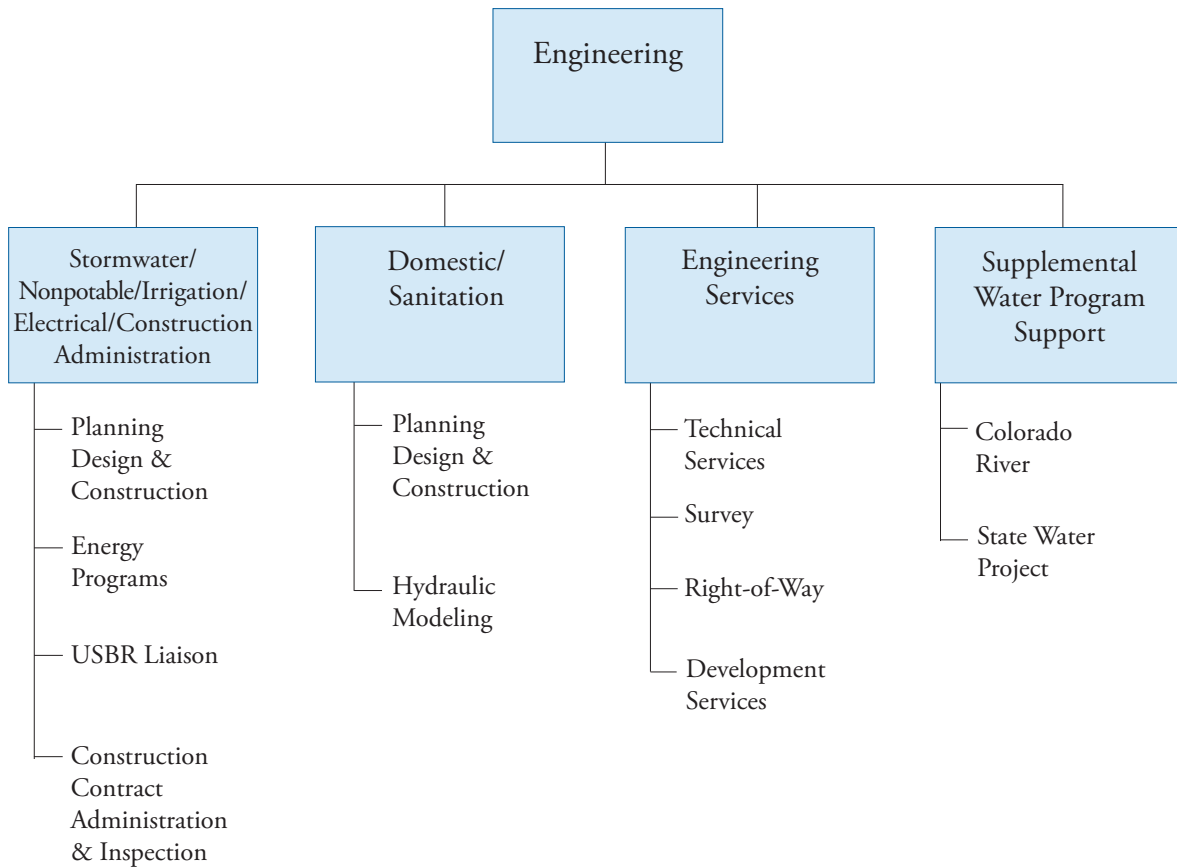 Engineering
Stormwater/
Nonpotable/Irrigation/
Electrical/Construction
Administration
Planning
Design &
Construction
Energy
Programs
USBR Liaison
Construction
Contract
Administration
& Inspection
Domestic/
Sanitation
Planning
Design &
Construction
Hydraulic
Modeling
Engineering
Services
Technical
Services
Survey
Right-of-Way
Development
Services
Supplemental
Water Program
Support
Colorado
River
State Water
Project